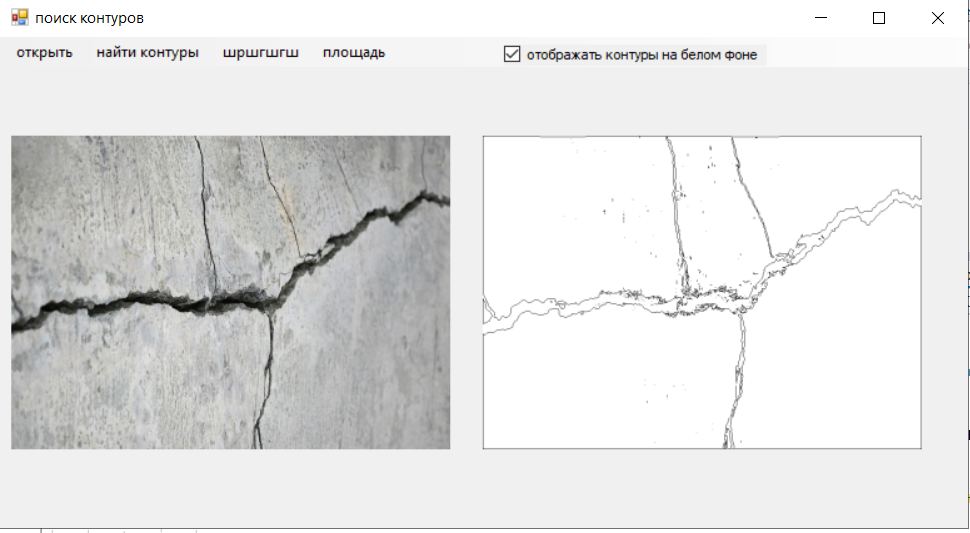 поиск контуров
открыть найти контуры шршгшгш площадь
отображать контуры на белом фоне